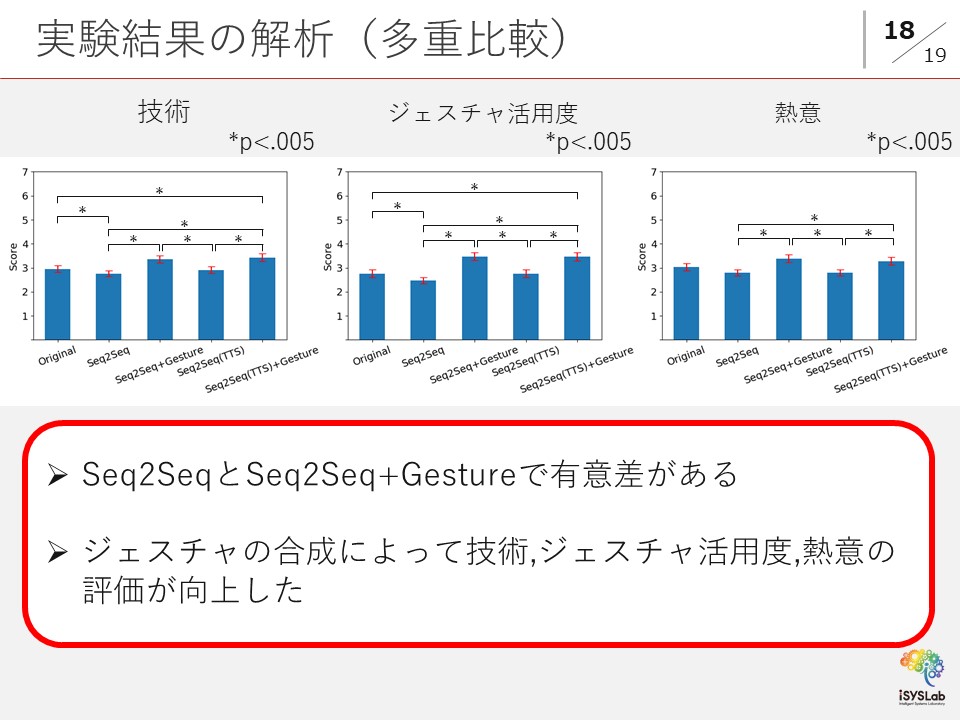 実験結果の解析（多重比較）
18
19
技術
*p<.005
ジェスチャ活用度
*p<.005
熱意
*p<.005
7
6
5
4
3
2
1
Score
* * * * * *
Original
Seq2Seq
Seq2Seq+Gesture
Seq2Seq(TTS)
Seq2Seq(TTS)+Gesture
7
6
5
4
3
2
1
Score
* * * * * *
Original
Seq2Seq
Seq2Seq+Gesture
Seq2Seq(TTS)
Seq2Seq(TTS)+Gesture
7
6
5
4
3
2
1
Score
* * * *
Original
Seq2Seq
Seq2Seq+Gesture
Seq2Seq(TTS)
Seq2Seq(TTS)+Gesture
➢ Seq2SeqとSeq2Seq+Gestureで有意差がある
➢ ジェスチャの合成によって技術,ジェスチャ活用度,熱意の
評価が向上した
iSYSLab
Intelligent Systems Laboratory